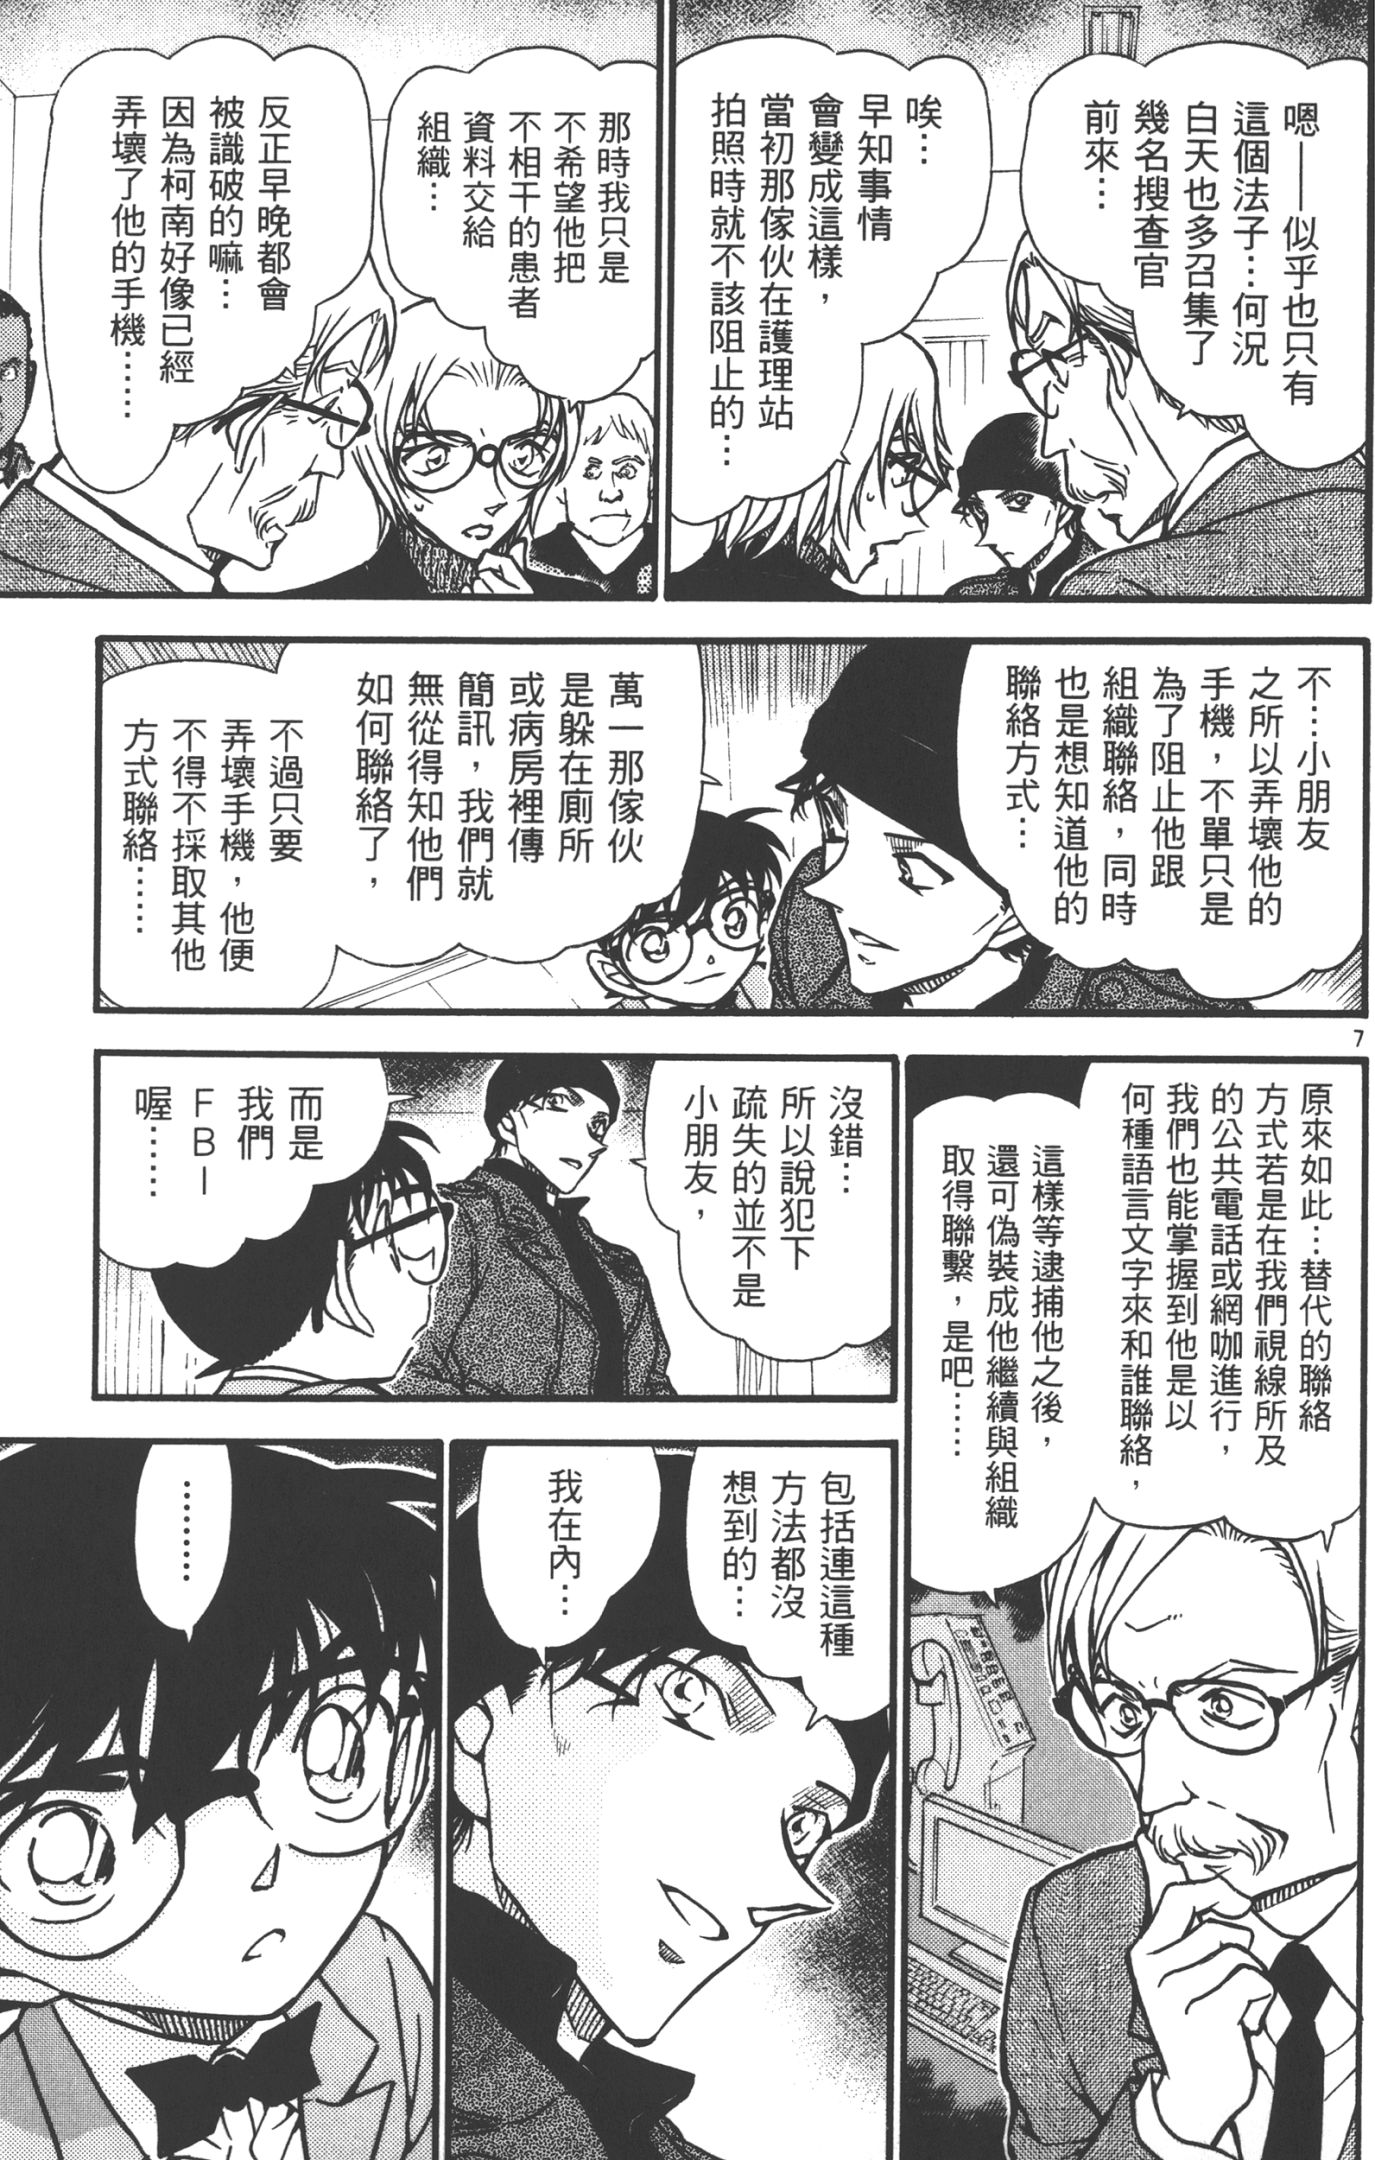 嗯——似乎也只有
這個法子…何況
白天也多召集了
幾名搜查官
前來…
唉…
早知事情
會變成這樣，
當初那傢伙在護理站
拍照時就不該阻止的…
那時我只是
不希望他把
不相干的患者
資料交給
組織…
反正早晚都會
被識破的嘛…
因為柯南好像已經
弄壞了他的手機……
不…小朋友
之所以弄壞他的
手機，不單只是
為了阻止他跟
組織聯絡，同時
也是想知道他的
聯絡方式…
萬一那傢伙
是躲在廁所
或病房裡傳
簡訊，我們就
無從得知他們
如何聯絡了，
不過只要
弄壞手機，他便
不得不採取其他
方式聯絡……
7
原來如此…替代的聯絡
方式若是在我們視線所及
的公共電話或網咖進行，
我們也能掌握到他是以
何種語言文字來和誰聯絡，
這樣等逮捕他之後，
還可偽裝成他繼續與組織
取得聯繫，是吧……
沒錯…
所以說犯下
疏失的並不是
小朋友，
而是
我們
FBI
喔……
包括連這種
方法都沒
想到的…
我在內…
………